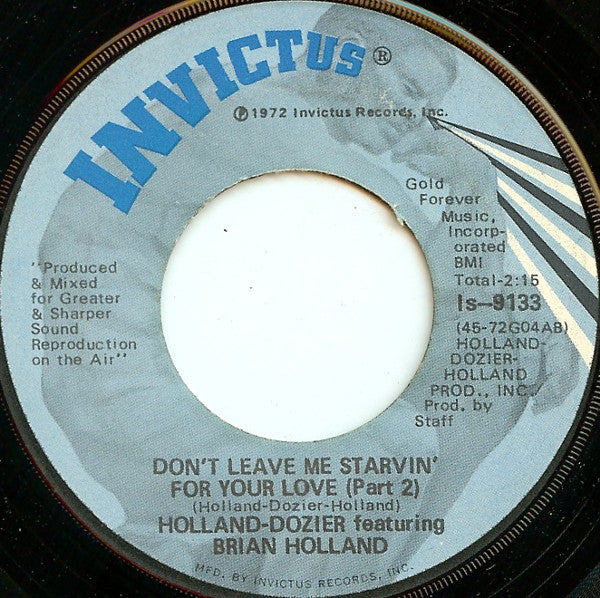 INVICTUS®
℗1972 Invictus Records, Inc.
Gold
Forever
Music,
Incorp-
orated
BMI
Total-2:15
Is-9133
(45-72G04AB)
HOLLAND-
DOZIER-
HOLLAND
PROD., INC./
Prod. by
Staff
"Produced
& Mixed
for Greater
& Sharper
Sound
Reproduction
on the Air"
DON'T LEAVE ME STARVIN'
FOR YOUR LOVE (Part 2)
(Holland-Dozier-Holland)
HOLLAND-DOZIER featuring
BRIAN HOLLAND
MFD. BY INVICTUS RECORDS, INC.